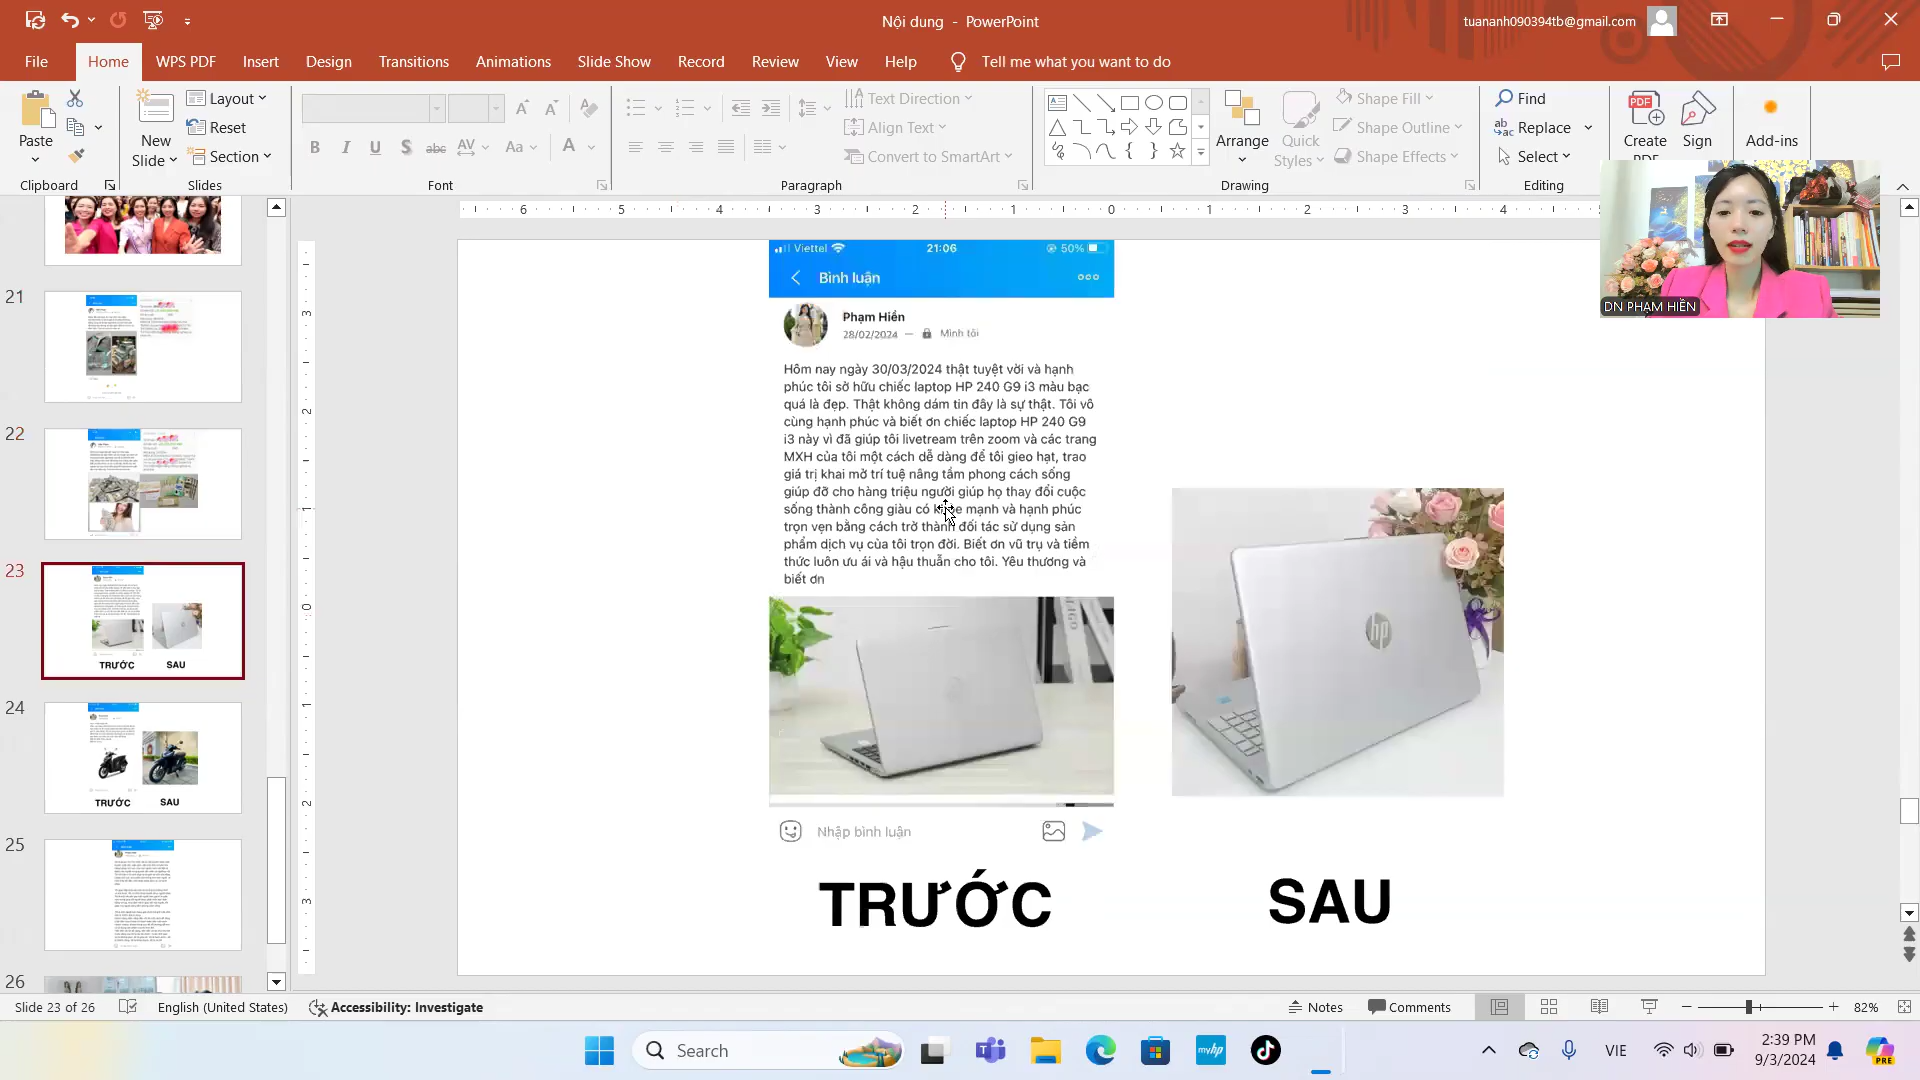 Nội dung - PowerPoint
tuananh090394tb@gmail.com
File
Home
WPS PDF
Insert
Design
Transitions
Animations
Slide Show
Record
Review
View
Help
Tell me what you want to do
Paste
New
Slide
Layout
Reset
Section
Text Direction
Align Text
Convert to SmartArt
Arrange
Quick
Styles
Shape Fill
Shape Outline
Shape Effects
Find
Replace
Select
Create
PDF
Sign
Add-ins
Clipboard
Slides
Font
Paragraph
Drawing
Editing
DN PHẠM HIỀN
21
22
23
TRƯỚC SAU
24
TRƯỚC SAU
25
26
Viettel 21:06 50%
Bình luận
Phạm Hiền
28/02/2024 — Mình tôi
Hôm nay ngày 30/03/2024 thật tuyệt vời và hạnh
phúc tôi sở hữu chiếc laptop HP 240 G9 i3 màu bạc
quá là đẹp. Thật không dám tin đây là sự thật. Tôi vô
cùng hạnh phúc và biết ơn chiếc laptop HP 240 G9
i3 này vì đã giúp tôi livetream trên zoom và các trang
MXH của tôi một cách dễ dàng để tôi gieo hạt, trao
giá trị khai mở trí tuệ nâng tầm phong cách sống
giúp đỡ cho hàng triệu người giúp họ thay đổi cuộc
sống thành công giàu có khỏe mạnh và hạnh phúc
trọn vẹn bằng cách trở thành đối tác sử dụng sản
phẩm dịch vụ của tôi trọn đời. Biết ơn vũ trụ và tiềm
thức luôn ưu ái và hậu thuẫn cho tôi. Yêu thương và
biết ơn
hp
Nhập bình luận
TRƯỚC
SAU
Slide 23 of 26
English (United States)
Accessibility: Investigate
Notes
Comments
82%
Search
myhp
VIE
2:39 PM
9/3/2024
PRE